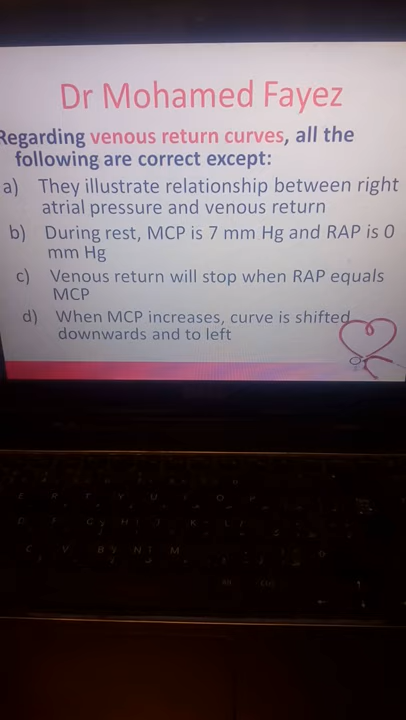 Dr Mohamed Fayez
Regarding venous return curves, all the
following are correct except:
a) They illustrate relationship between right
atrial pressure and venous return
b) During rest, MCP is 7 mm Hg and RAP is 0
mm Hg
c) Venous return will stop when RAP equals
MCP
d) When MCP increases, curve is shifted
downwards and to left
E R T Y U I O P
D F G H J K L
C V B N M
Alt